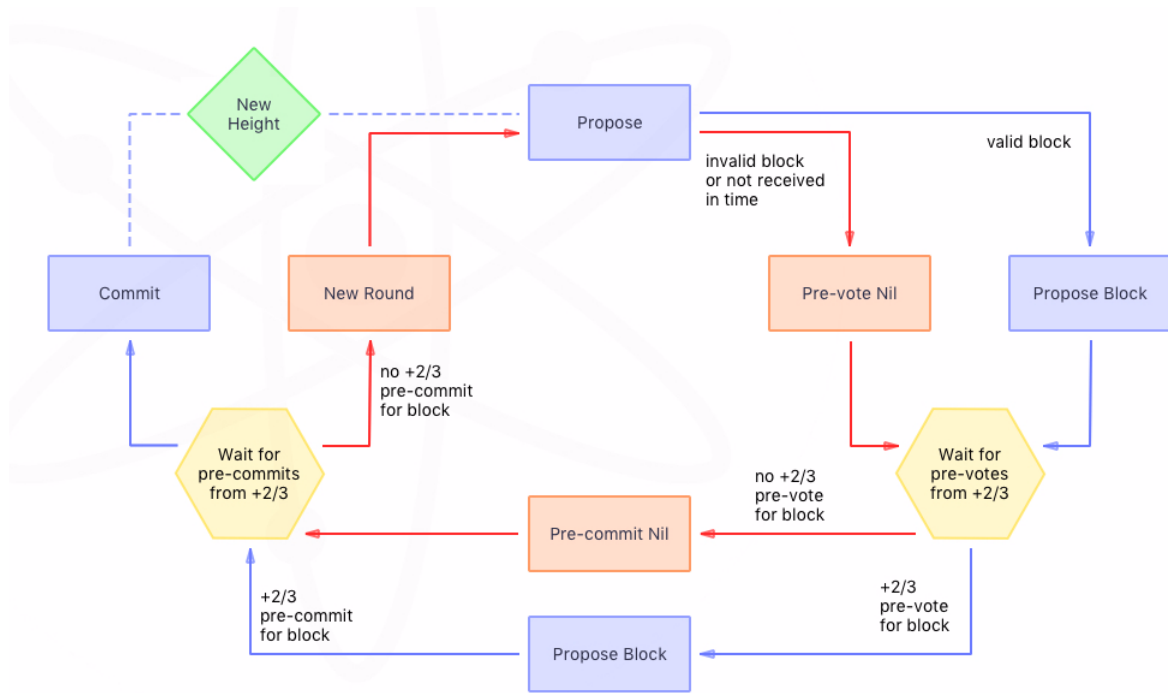 New
Height
Propose
valid block
invalid block
or not received
in time
Commit
New Round
Pre-vote Nil
Propose Block
no +2/3
pre-commit
for block
Wait for
pre-commits
from +2/3
Wait for
pre-votes
from +2/3
no +2/3
pre-vote
for block
Pre-commit Nil
+2/3
pre-commit
for block
+2/3
pre-vote
for block
Propose Block